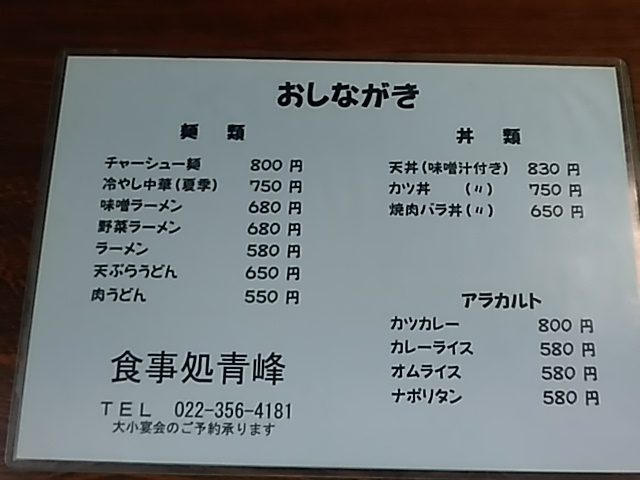 おしながき
麺 類
チャーシュー麺 800 円
冷やし中華(夏季) 750 円
味噌ラーメン 680 円
野菜ラーメン 680 円
ラーメン 580 円
天ぷらうどん 650 円
肉うどん 550 円
食事処青峰
TEL 022-356-4181
大小宴会のご予約承ります
丼 類
天丼(味噌汁付き) 830 円
カツ丼 (〃) 750 円
焼肉バラ丼(〃) 650 円
アラカルト
カツカレー 800 円
カレーライス 580 円
オムライス 580 円
ナポリタン 580 円